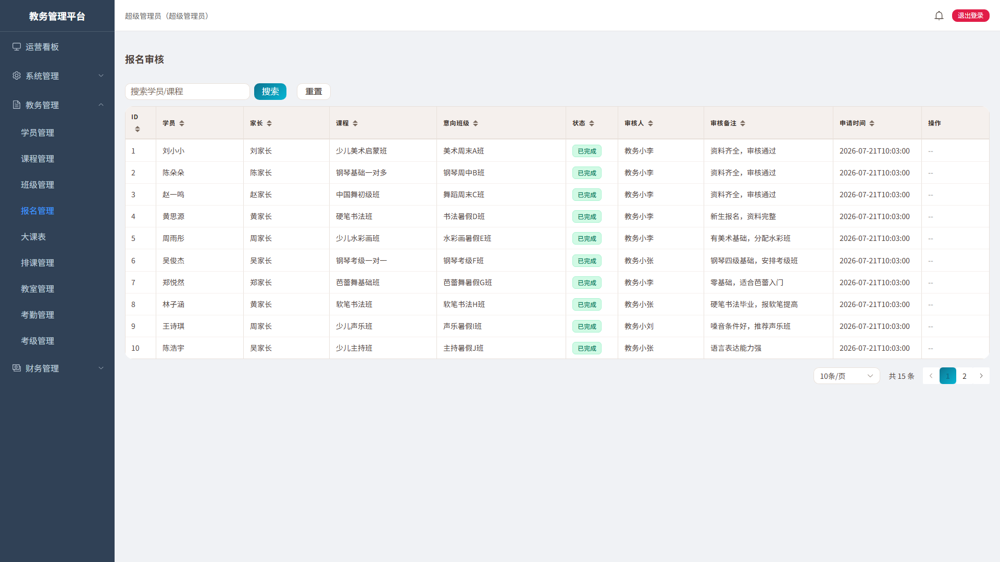 教务管理平台
运营看板
系统管理
教务管理
学员管理
课程管理
班级管理
报名管理
大课表
排课管理
教室管理
考勤管理
考级管理
财务管理
超级管理员（超级管理员）
退出登录
报名审核
搜索学员/课程 搜索 重置
ID 学员 家长 课程 意向班级 状态 审核人 审核备注 申请时间 操作
1 刘小小 刘家长 少儿美术启蒙班 美术周末A班 已完成 教务小李 资料齐全，审核通过 2026-07-21T10:03:00 --
2 陈朵朵 陈家长 钢琴基础一对多 钢琴周中B班 已完成 教务小李 资料齐全，审核通过 2026-07-21T10:03:00 --
3 赵一鸣 赵家长 中国舞初级班 舞蹈周末C班 已完成 教务小李 资料齐全，审核通过 2026-07-21T10:03:00 --
4 黄思源 黄家长 硬笔书法班 书法暑假D班 已完成 教务小李 新生报名，资料完整 2026-07-21T10:03:00 --
5 周雨彤 周家长 少儿水彩画班 水彩画暑假E班 已完成 教务小李 有美术基础，分配水彩班 2026-07-21T10:03:00 --
6 吴俊杰 吴家长 钢琴考级一对一 钢琴考级F班 已完成 教务小张 钢琴四级基础，安排考级班 2026-07-21T10:03:00 --
7 郑悦然 郑家长 芭蕾舞基础班 芭蕾舞暑假G班 已完成 教务小李 零基础，适合芭蕾入门 2026-07-21T10:03:00 --
8 林子涵 黄家长 软笔书法班 软笔书法H班 已完成 教务小张 硬笔书法毕业，报软笔提高 2026-07-21T10:03:00 --
9 王诗琪 周家长 少儿声乐班 声乐暑假I班 已完成 教务小刘 嗓音条件好，推荐声乐班 2026-07-21T10:03:00 --
10 陈浩宇 吴家长 少儿主持班 主持暑假J班 已完成 教务小张 语言表达能力强 2026-07-21T10:03:00 --
10条/页 共 15 条 1 2